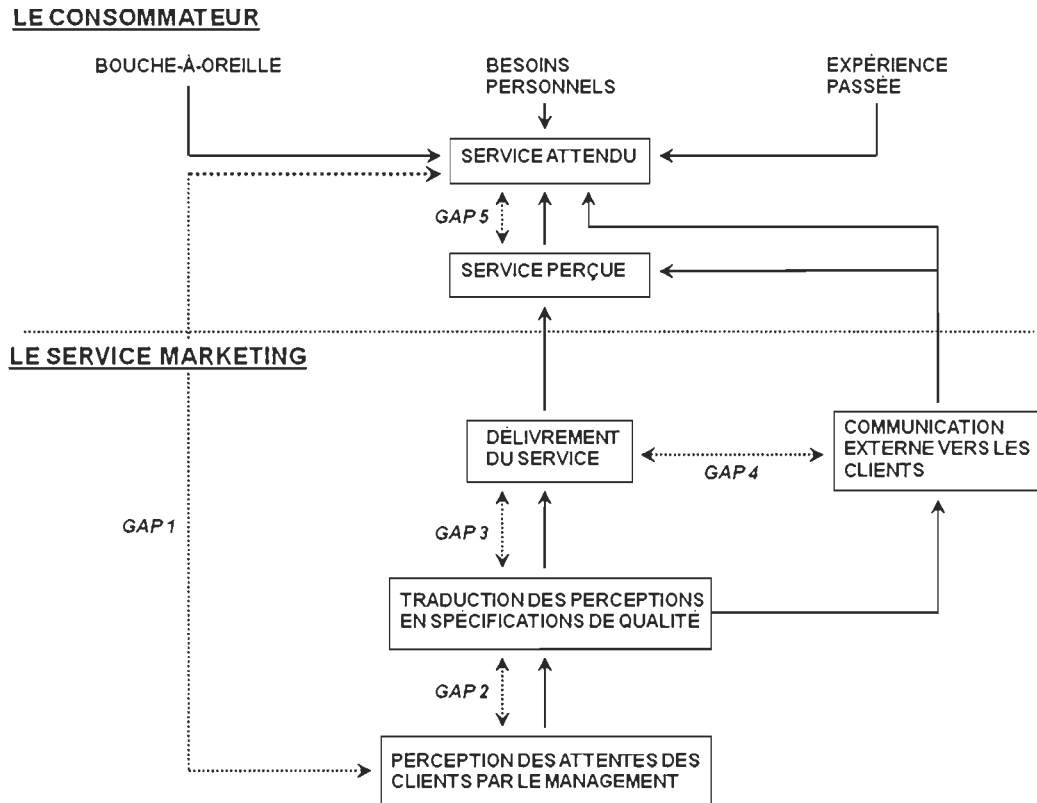 LE CONSOMMATEUR
BOUCHE-À-OREILLE
BESOINS
PERSONNELS
EXPÉRIENCE
PASSÉE
SERVICE ATTENDU
GAP 5
SERVICE PERÇUE
LE SERVICE MARKETING
DÉLIVREMENT
DU SERVICE
GAP 4
COMMUNICATION
EXTERNE VERS LES
CLIENTS
GAP 1
GAP 3
TRADUCTION DES PERCEPTIONS
EN SPÉCIFICATIONS DE QUALITÉ
GAP 2
PERCEPTION DES ATTENTES DES
CLIENTS PAR LE MANAGEMENT